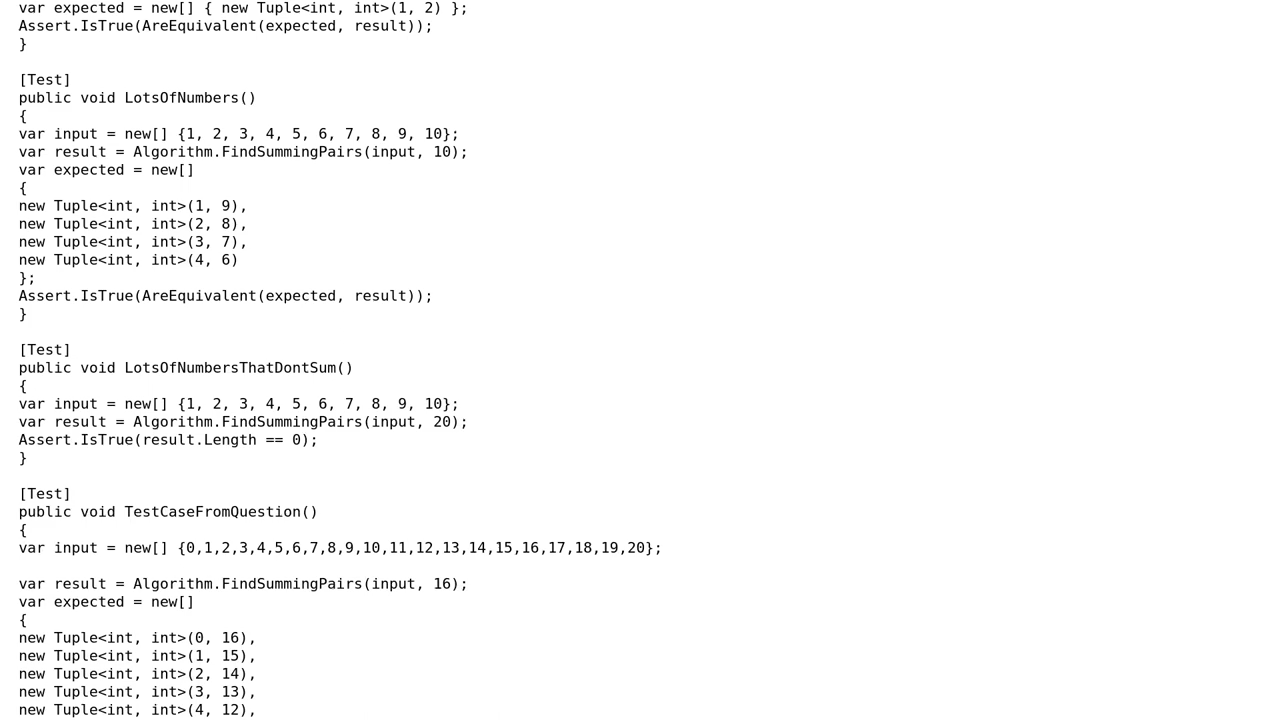 var expected = new[] { new Tuple<int, int>(1, 2) };
Assert.IsTrue(AreEquivalent(expected, result));
}

[Test]
public void LotsOfNumbers()
{
var input = new[] {1, 2, 3, 4, 5, 6, 7, 8, 9, 10};
var result = Algorithm.FindSummingPairs(input, 10);
var expected = new[]
{
new Tuple<int, int>(1, 9),
new Tuple<int, int>(2, 8),
new Tuple<int, int>(3, 7),
new Tuple<int, int>(4, 6)
};
Assert.IsTrue(AreEquivalent(expected, result));
}

[Test]
public void LotsOfNumbersThatDontSum()
{
var input = new[] {1, 2, 3, 4, 5, 6, 7, 8, 9, 10};
var result = Algorithm.FindSummingPairs(input, 20);
Assert.IsTrue(result.Length == 0);
}

[Test]
public void TestCaseFromQuestion()
{
var input = new[] {0,1,2,3,4,5,6,7,8,9,10,11,12,13,14,15,16,17,18,19,20};

var result = Algorithm.FindSummingPairs(input, 16);
var expected = new[]
{
new Tuple<int, int>(0, 16),
new Tuple<int, int>(1, 15),
new Tuple<int, int>(2, 14),
new Tuple<int, int>(3, 13),
new Tuple<int, int>(4, 12),